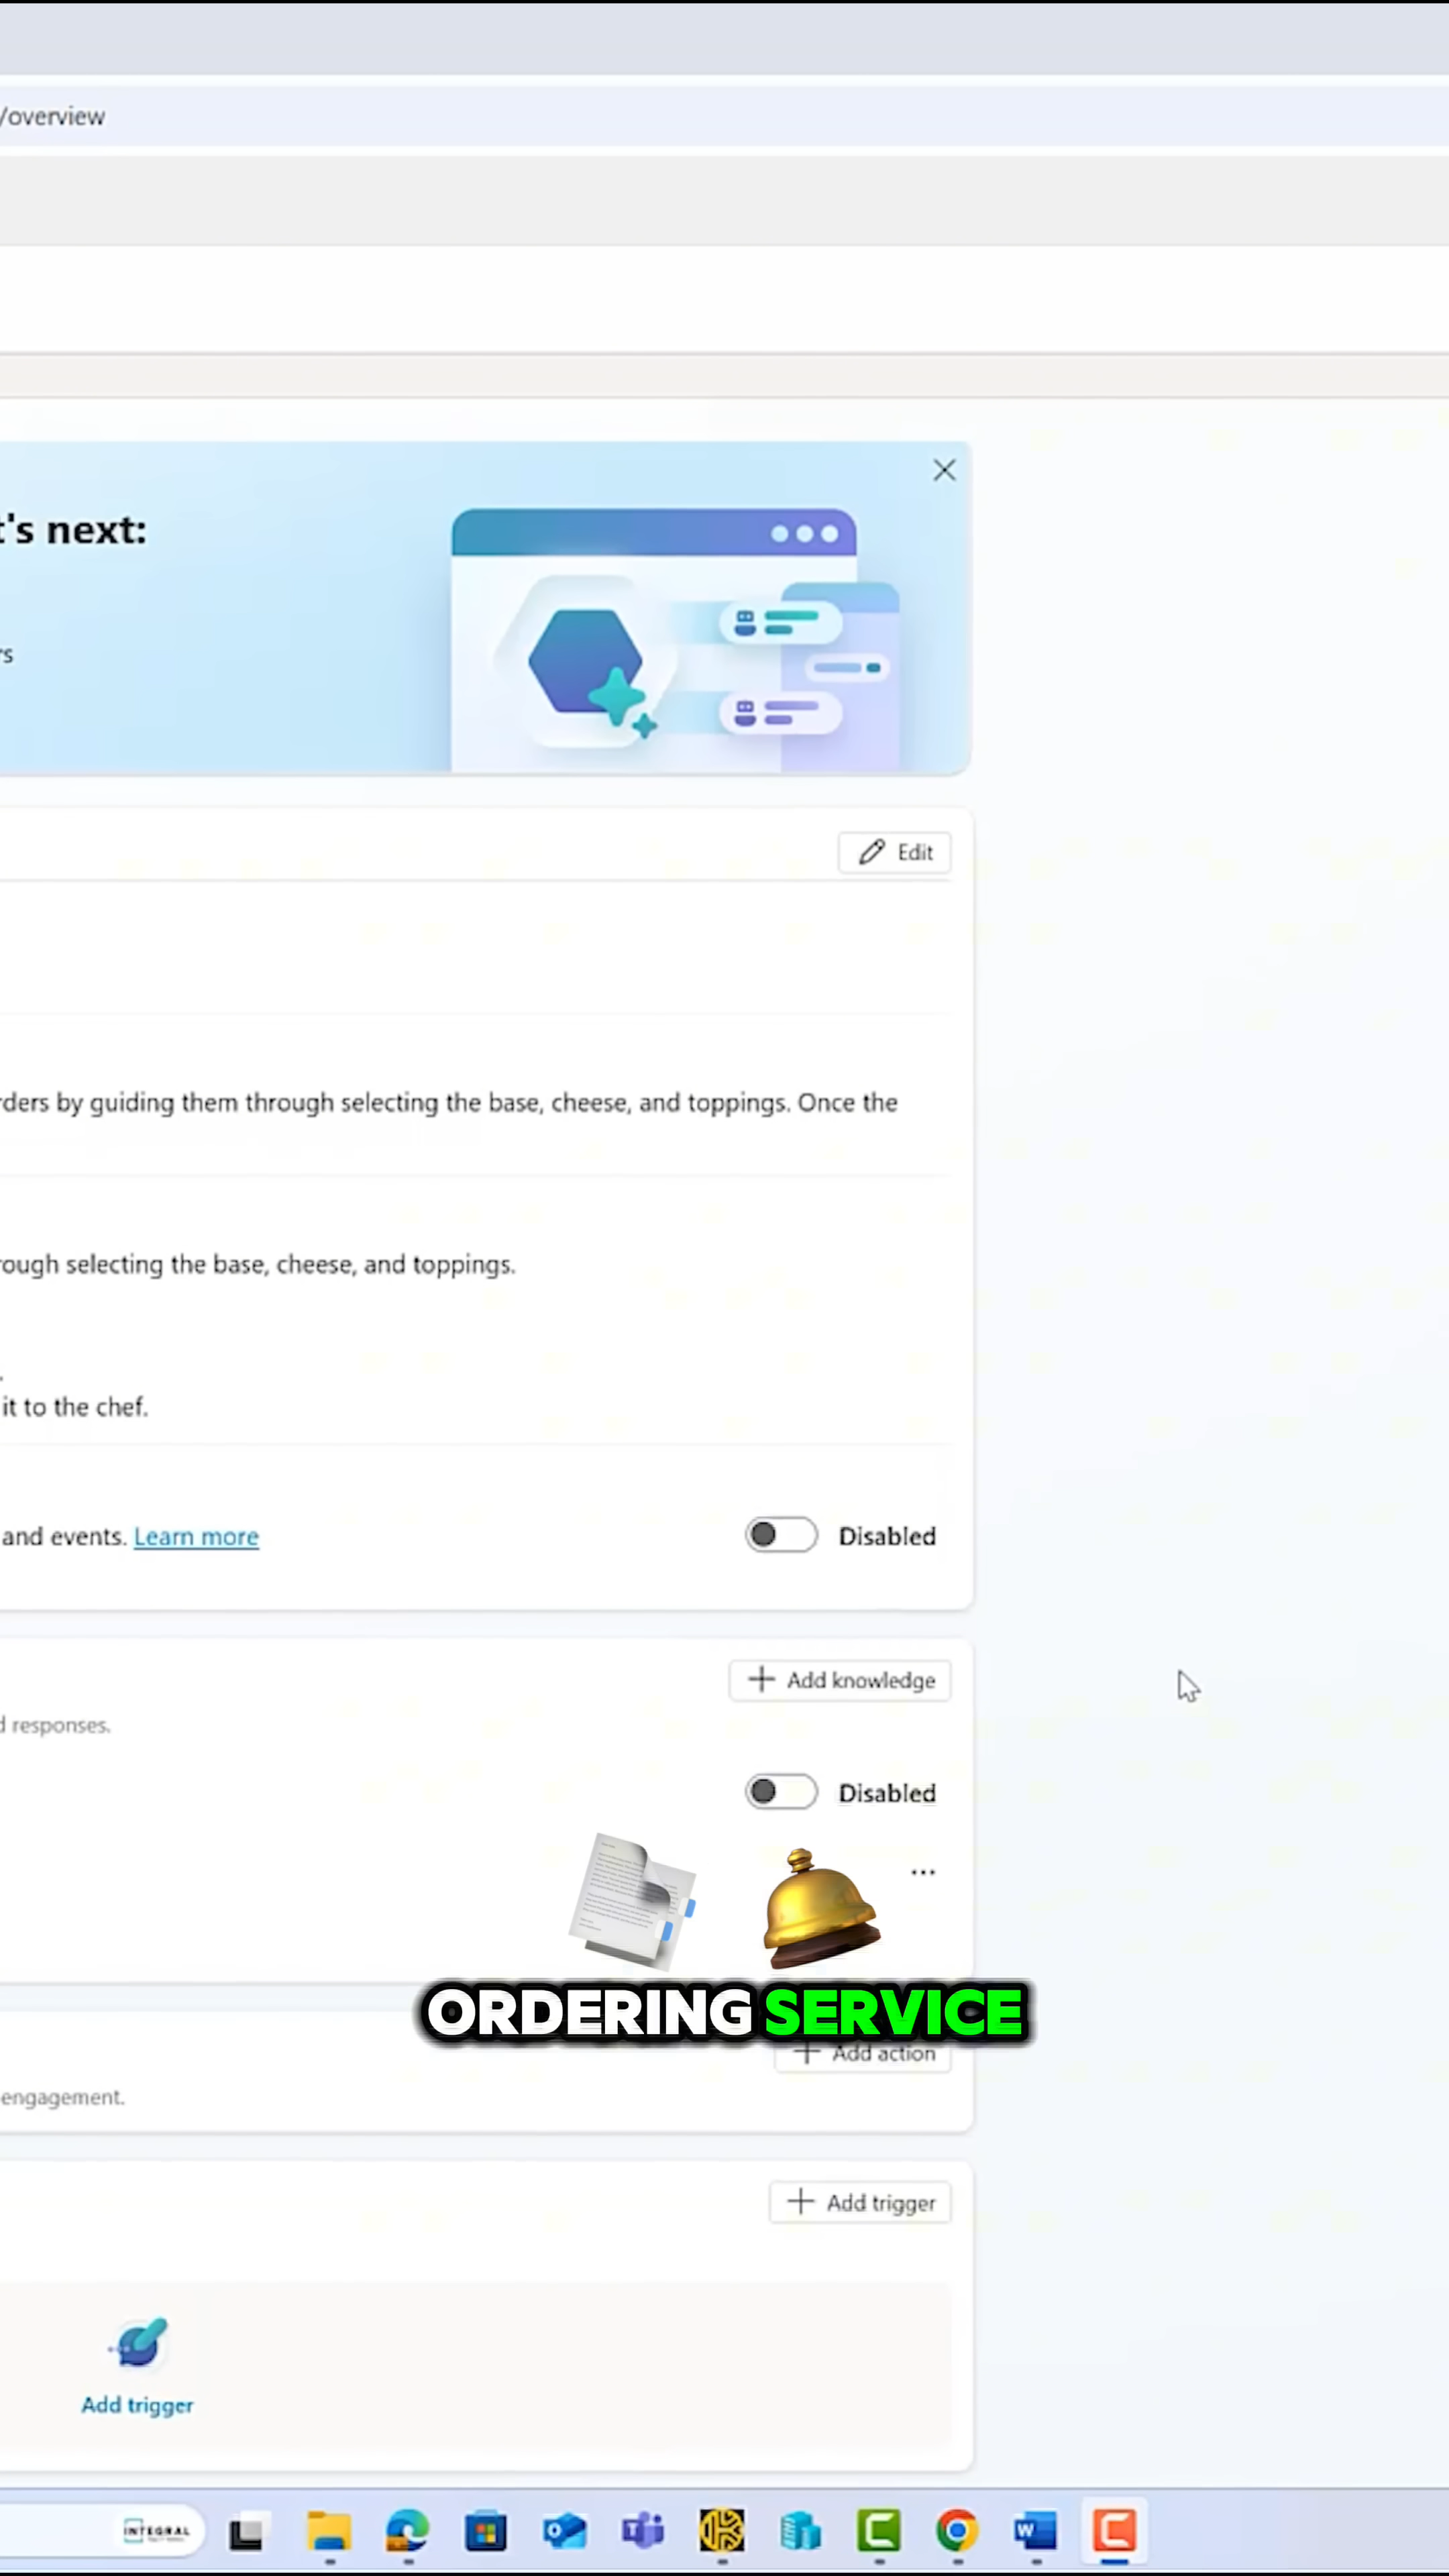 /overview
t's next:
rs
Edit
rders by guiding them through selecting the base, cheese, and toppings. Once the
rough selecting the base, cheese, and toppings.
.
it to the chef.
and events. Learn more
Disabled
+ Add knowledge
d responses.
Disabled
...
ORDERING SERVICE
+ Add action
engagement.
+ Add trigger
Add trigger
INTEGRAL